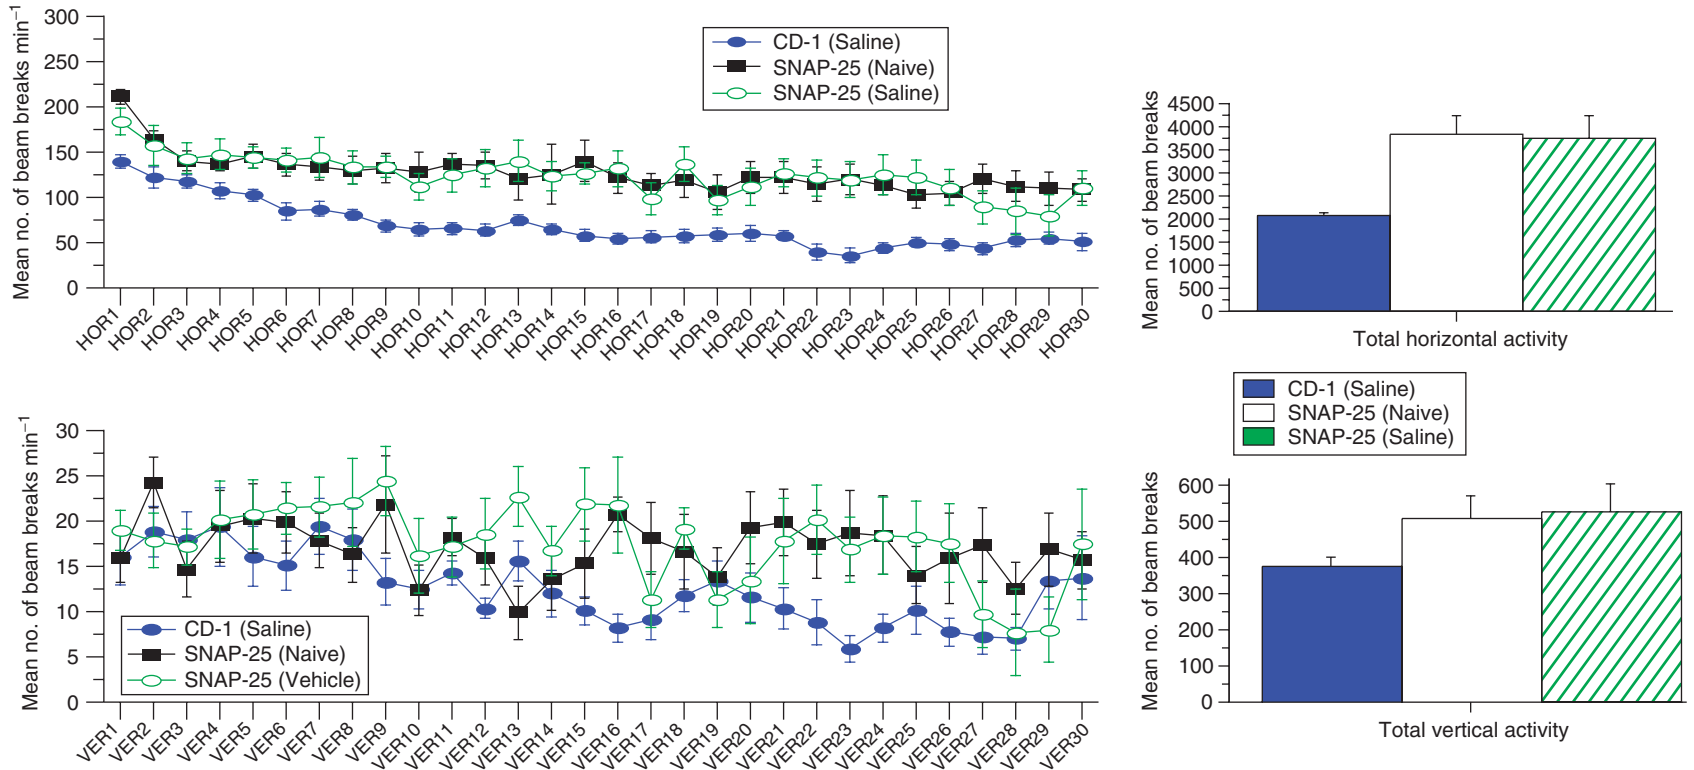 Mean no. of beam breaks min⁻¹
300
250
200
150
100
50
0
CD-1 (Saline)
SNAP-25 (Naive)
SNAP-25 (Saline)
HOR1
HOR2
HOR3
HOR4
HOR5
HOR6
HOR7
HOR8
HOR9
HOR10
HOR11
HOR12
HOR13
HOR14
HOR15
HOR16
HOR17
HOR18
HOR19
HOR20
HOR21
HOR22
HOR23
HOR24
HOR25
HOR26
HOR27
HOR28
HOR29
HOR30
Mean no. of beam breaks
4500
4000
3500
3000
2500
2000
1500
1000
500
0
Total horizontal activity
CD-1 (Saline)
SNAP-25 (Naive)
SNAP-25 (Saline)
Mean no. of beam breaks min⁻¹
30
25
20
15
10
5
0
CD-1 (Saline)
SNAP-25 (Naive)
SNAP-25 (Vehicle)
VER1
VER2
VER3
VER4
VER5
VER6
VER7
VER8
VER9
VER10
VER11
VER12
VER13
VER14
VER15
VER16
VER17
VER18
VER19
VER20
VER21
VER22
VER23
VER24
VER25
VER26
VER27
VER28
VER29
VER30
Mean no. of beam breaks
600
500
400
300
200
100
0
Total vertical activity